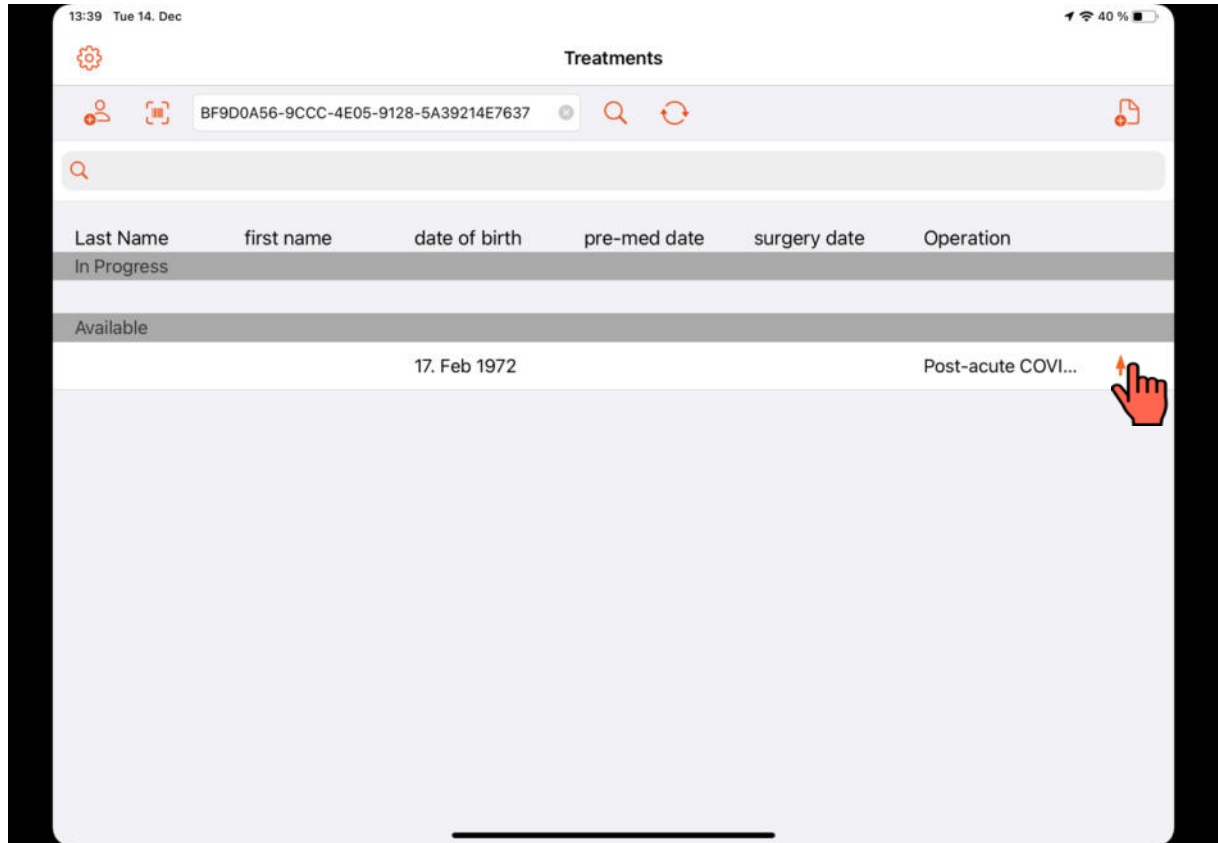 13:39 Tue 14. Dec 40 %
Treatments
BF9D0A56-9CCC-4E05-9128-5A39214E7637
Last Name first name date of birth pre-med date surgery date Operation
In Progress
Available
17. Feb 1972 Post-acute COVI...